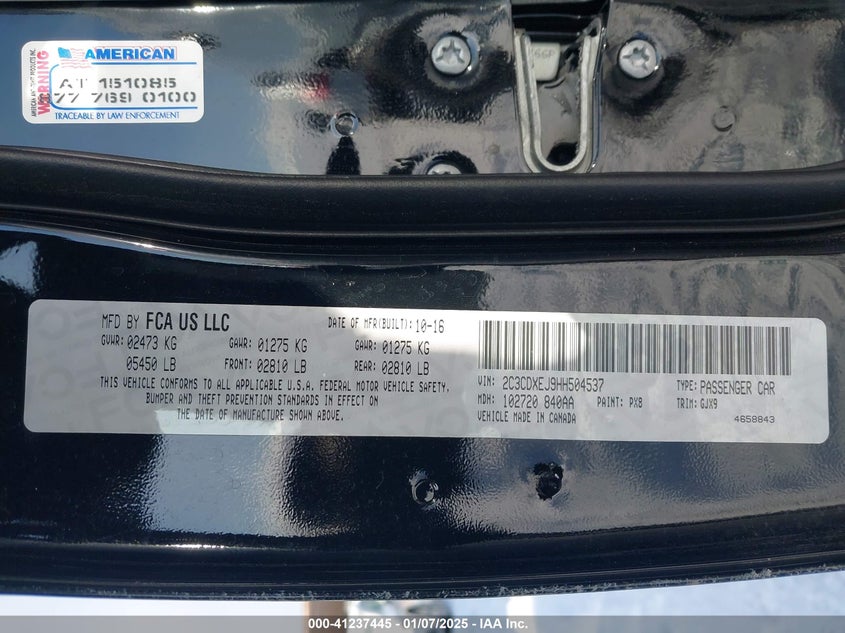 AMERICAN
WARNING
AT 151085
77 769 0100
TRACEABLE BY LAW ENFORCEMENT
MFD BY FCA US LLC
DATE OF MFR(BUILT): 10-16
GVWR: 02473 KG GAWR: 01275 KG GAWR: 01275 KG
05450 LB FRONT: 02810 LB REAR: 02810 LB
THIS VEHICLE CONFORMS TO ALL APPLICABLE U.S.A. FEDERAL MOTOR VEHICLE SAFETY,
BUMPER AND THEFT PREVENTION STANDARDS IN EFFECT ON
THE DATE OF MANUFACTURE SHOWN ABOVE.
VIN: 2C3CDXEJ9HH504537 TYPE: PASSENGER CAR
MDH: 102720 840AA PAINT: PX8 TRIM: GJX9
VEHICLE MADE IN CANADA 4658843
000-41237445 - 01/07/2025 - IAA Inc.